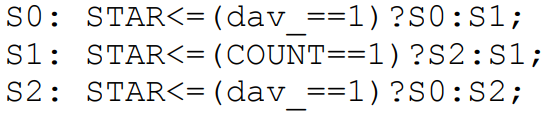 S0: STAR<=(dav_==1)?S0:S1;
S1: STAR<=(COUNT==1)?S2:S1;
S2: STAR<=(dav_==1)?S0:S2;